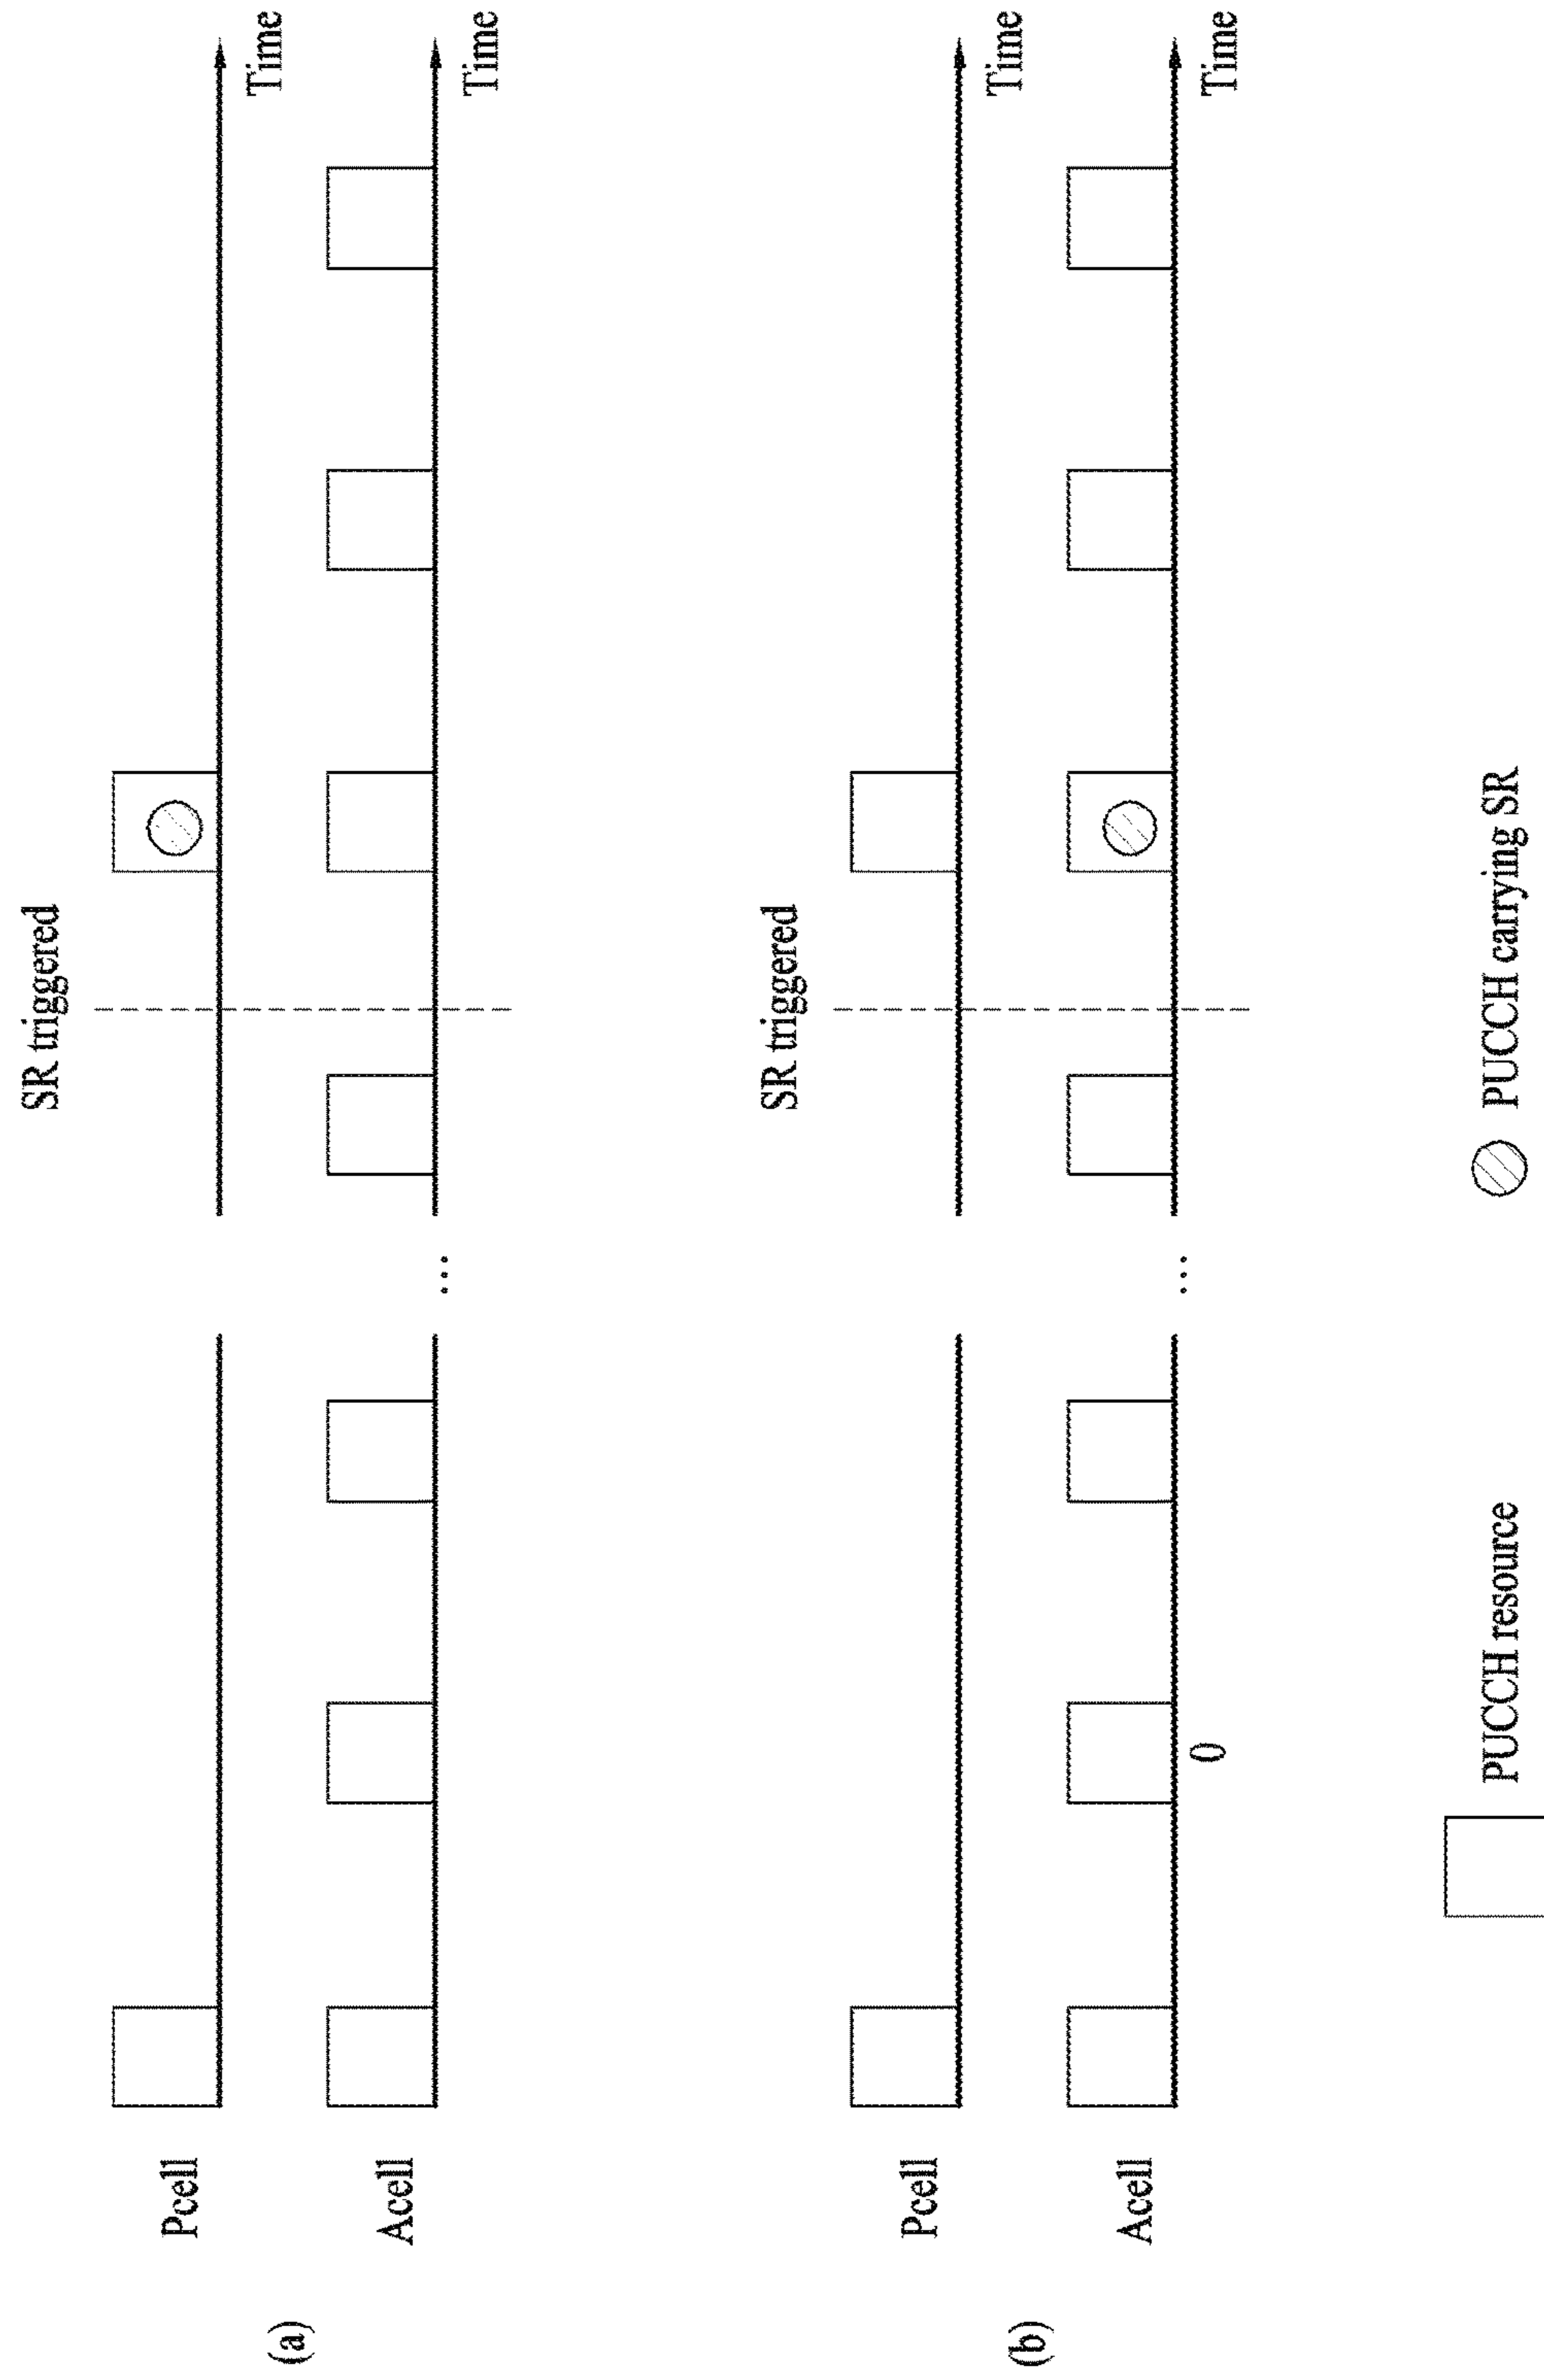 (a)
SR triggered
Pcell
Time
Acell
Time
...
(b)
SR triggered
Pcell
Time
Acell
Time
0
...
PUCCH resource
PUCCH carrying SR